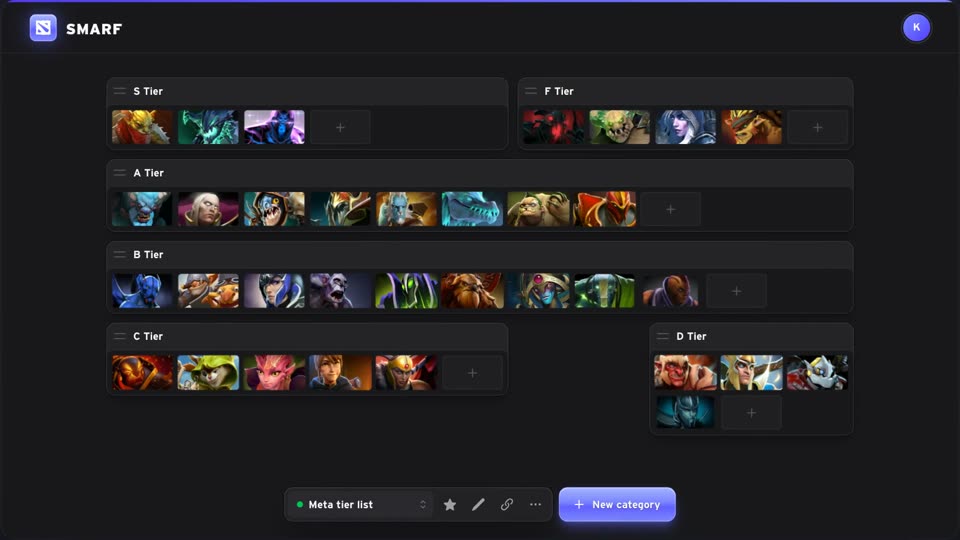 SMARF
K
S Tier
F Tier
A Tier
B Tier
C Tier
D Tier
Meta tier list
New category